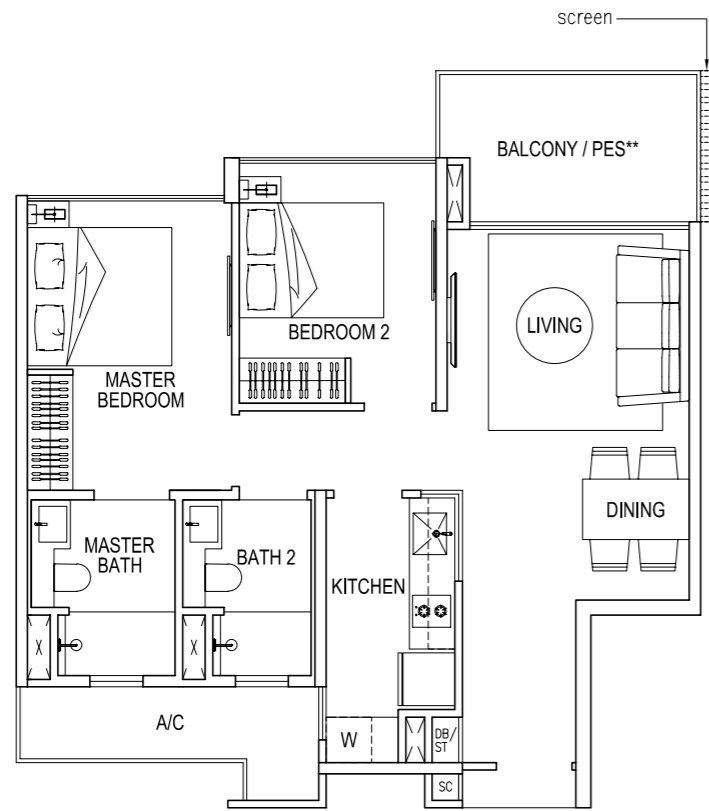 screen
BALCONY / PES**
BEDROOM 2
LIVING
MASTER
BEDROOM
DINING
MASTER
BATH
BATH 2
KITCHEN
A/C
W
DB/
ST
SC